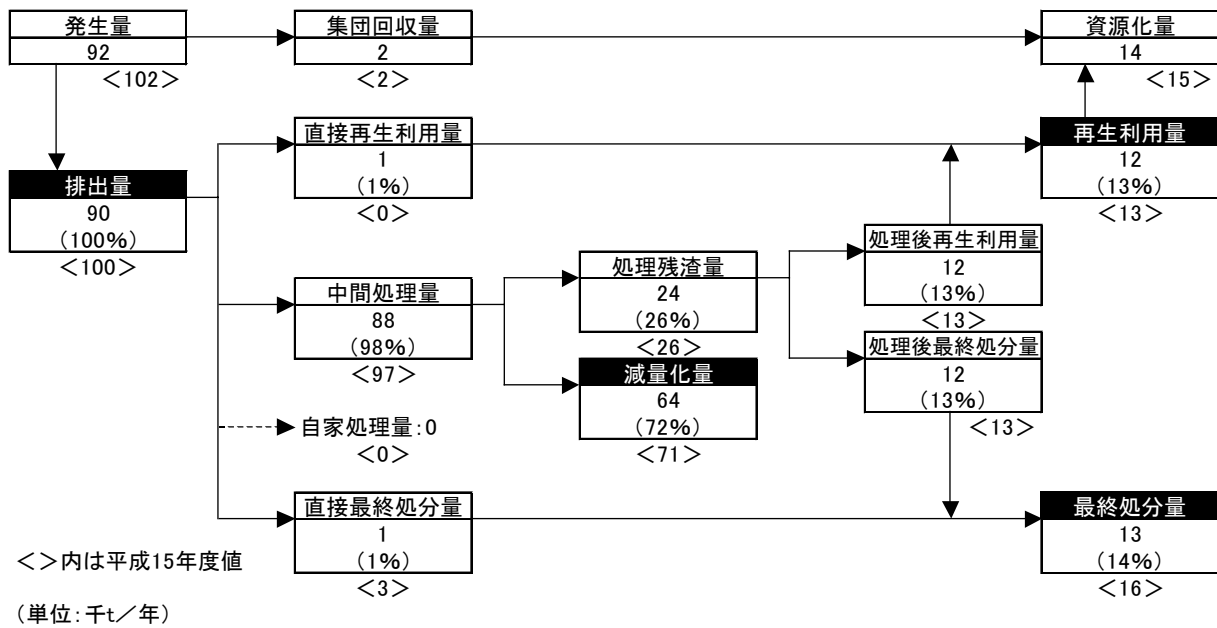 発生量
92
<102>
集団回収量
2
<2>
資源化量
14
<15>
直接再生利用量
1
(1%)
<0>
再生利用量
12
(13%)
<13>
排出量
90
(100%)
<100>
処理後再生利用量
12
(13%)
<13>
処理残渣量
24
(26%)
<26>
中間処理量
88
(98%)
<97>
処理後最終処分量
12
(13%)
<13>
減量化量
64
(72%)
<71>
自家処理量:0
<0>
直接最終処分量
1
(1%)
<3>
最終処分量
13
(14%)
<16>
<>内は平成15年度値
(単位:千t/年)